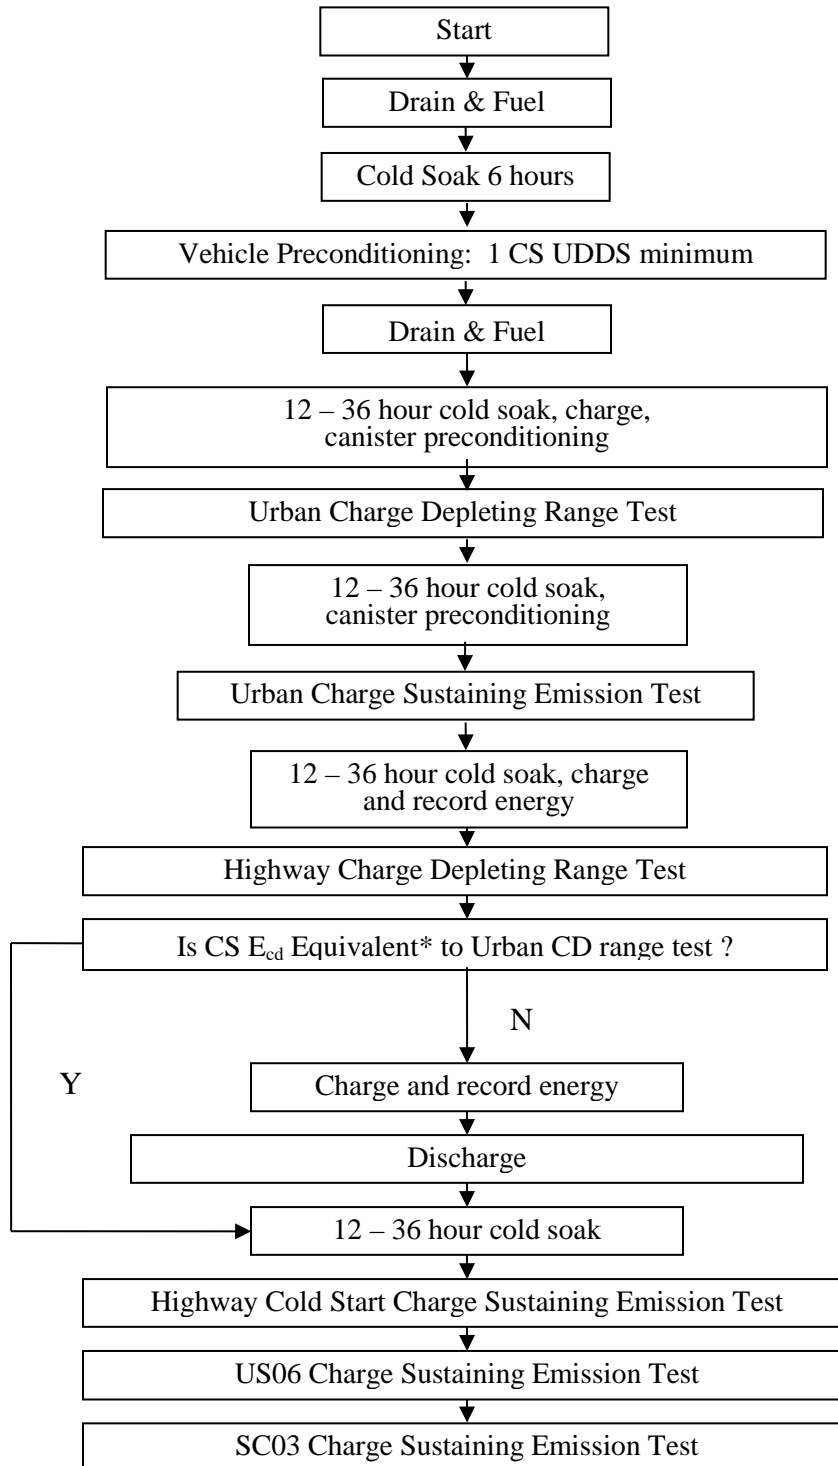 Start
Drain & Fuel
Cold Soak 6 hours
Vehicle Preconditioning: 1 CS UDDS minimum
Drain & Fuel
12 – 36 hour cold soak, charge,
canister preconditioning
Urban Charge Depleting Range Test
12 – 36 hour cold soak,
canister preconditioning
Urban Charge Sustaining Emission Test
12 – 36 hour cold soak, charge
and record energy
Highway Charge Depleting Range Test
Is CS Ecd Equivalent* to Urban CD range test ?
N
Y
Charge and record energy
Discharge
12 – 36 hour cold soak
Highway Cold Start Charge Sustaining Emission Test
US06 Charge Sustaining Emission Test
SC03 Charge Sustaining Emission Test